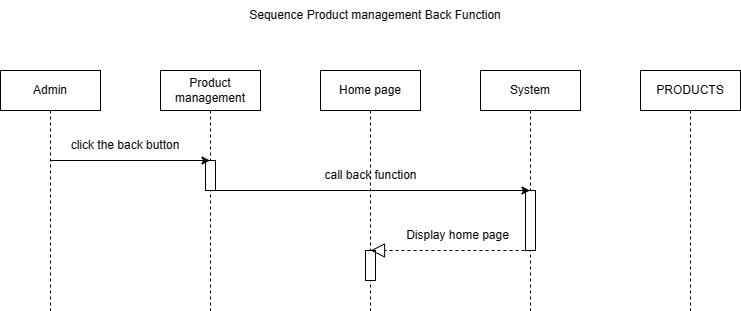 Sequence Product management Back Function
Admin
Product
management
Home page
System
PRODUCTS
click the back button
call back function
Display home page